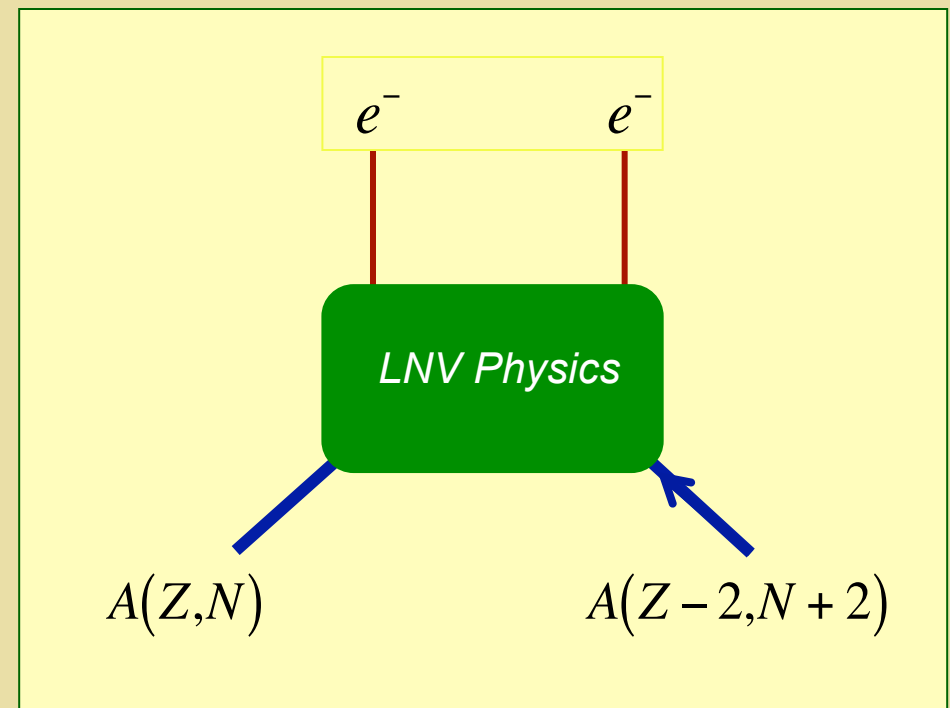 e⁻ e⁻
LNV Physics
A(Z,N) A(Z−2,N+2)